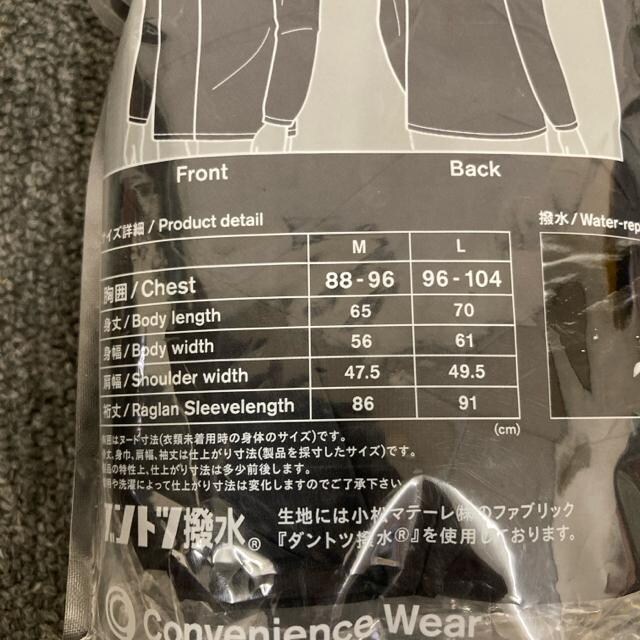 Front
Back
イズ詳細 / Product detail
撥水 / Water-rep
M L
胸囲 / Chest 88-96 96-104
身丈 / Body length 65 70
身幅 / Body width 56 61
肩幅 / Shoulder width 47.5 49.5
裄丈 / Raglan Sleevelength 86 91
(cm)
囲はヌード寸法(衣類未着用時の身体のサイズ)です。
丈、身巾、肩幅、袖丈は仕上がり寸法(製品を採寸したサイズ)です。
品の特性上、仕上がり寸法は多少前後します。
用や洗濯によって仕上がり寸法は変化しますのでご了承下さい。
ダントツ撥水®
生地には小松マテーレ㈱のファブリック
『ダントツ撥水®』を使用しております。
Convenience Wear